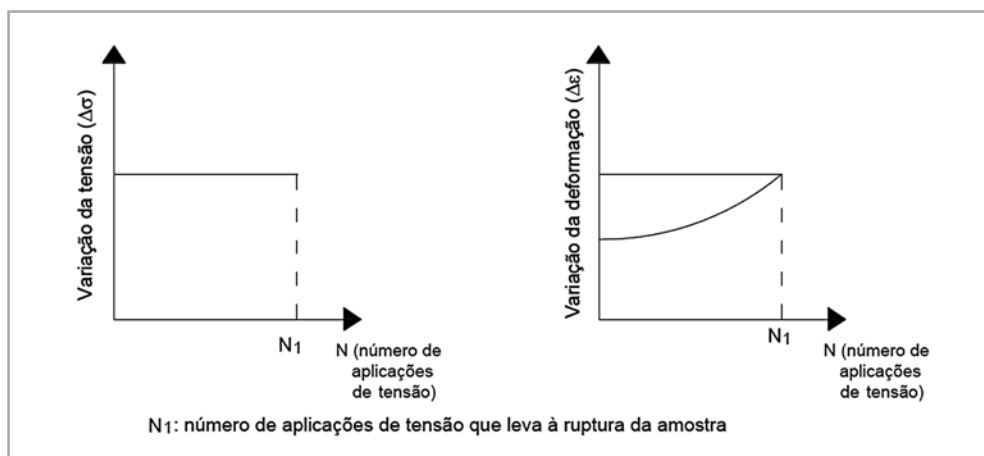 Variação da tensão (Δσ)
N1
N (número de
aplicações
de tensão)
Variação da deformação (Δε)
N1
N (número de
aplicações
de tensão)
N1: número de aplicações de tensão que leva à ruptura da amostra